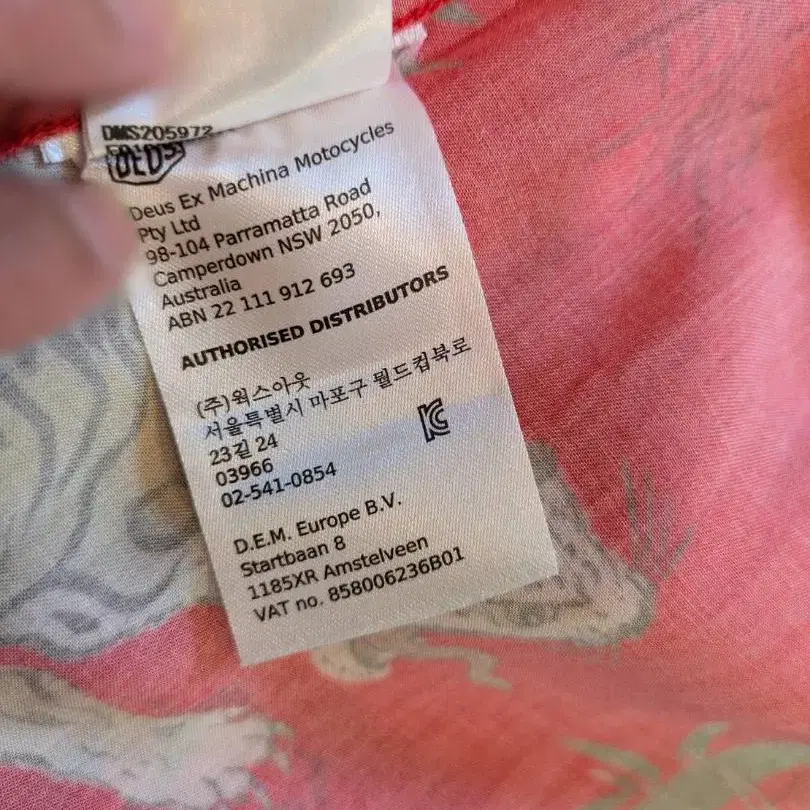 DMS205972
DEUS
Deus Ex Machina Motocycles
Pty Ltd
98-104 Parramatta Road
Camperdown NSW 2050,
Australia
ABN 22 111 912 693
AUTHORISED DISTRIBUTORS
(주)웍스아웃
서울특별시 마포구 월드컵북로
23길 24
03966
02-541-0854
D.E.M. Europe B.V.
Startbaan 8
1185XR Amstelveen
VAT no. 858006236B01